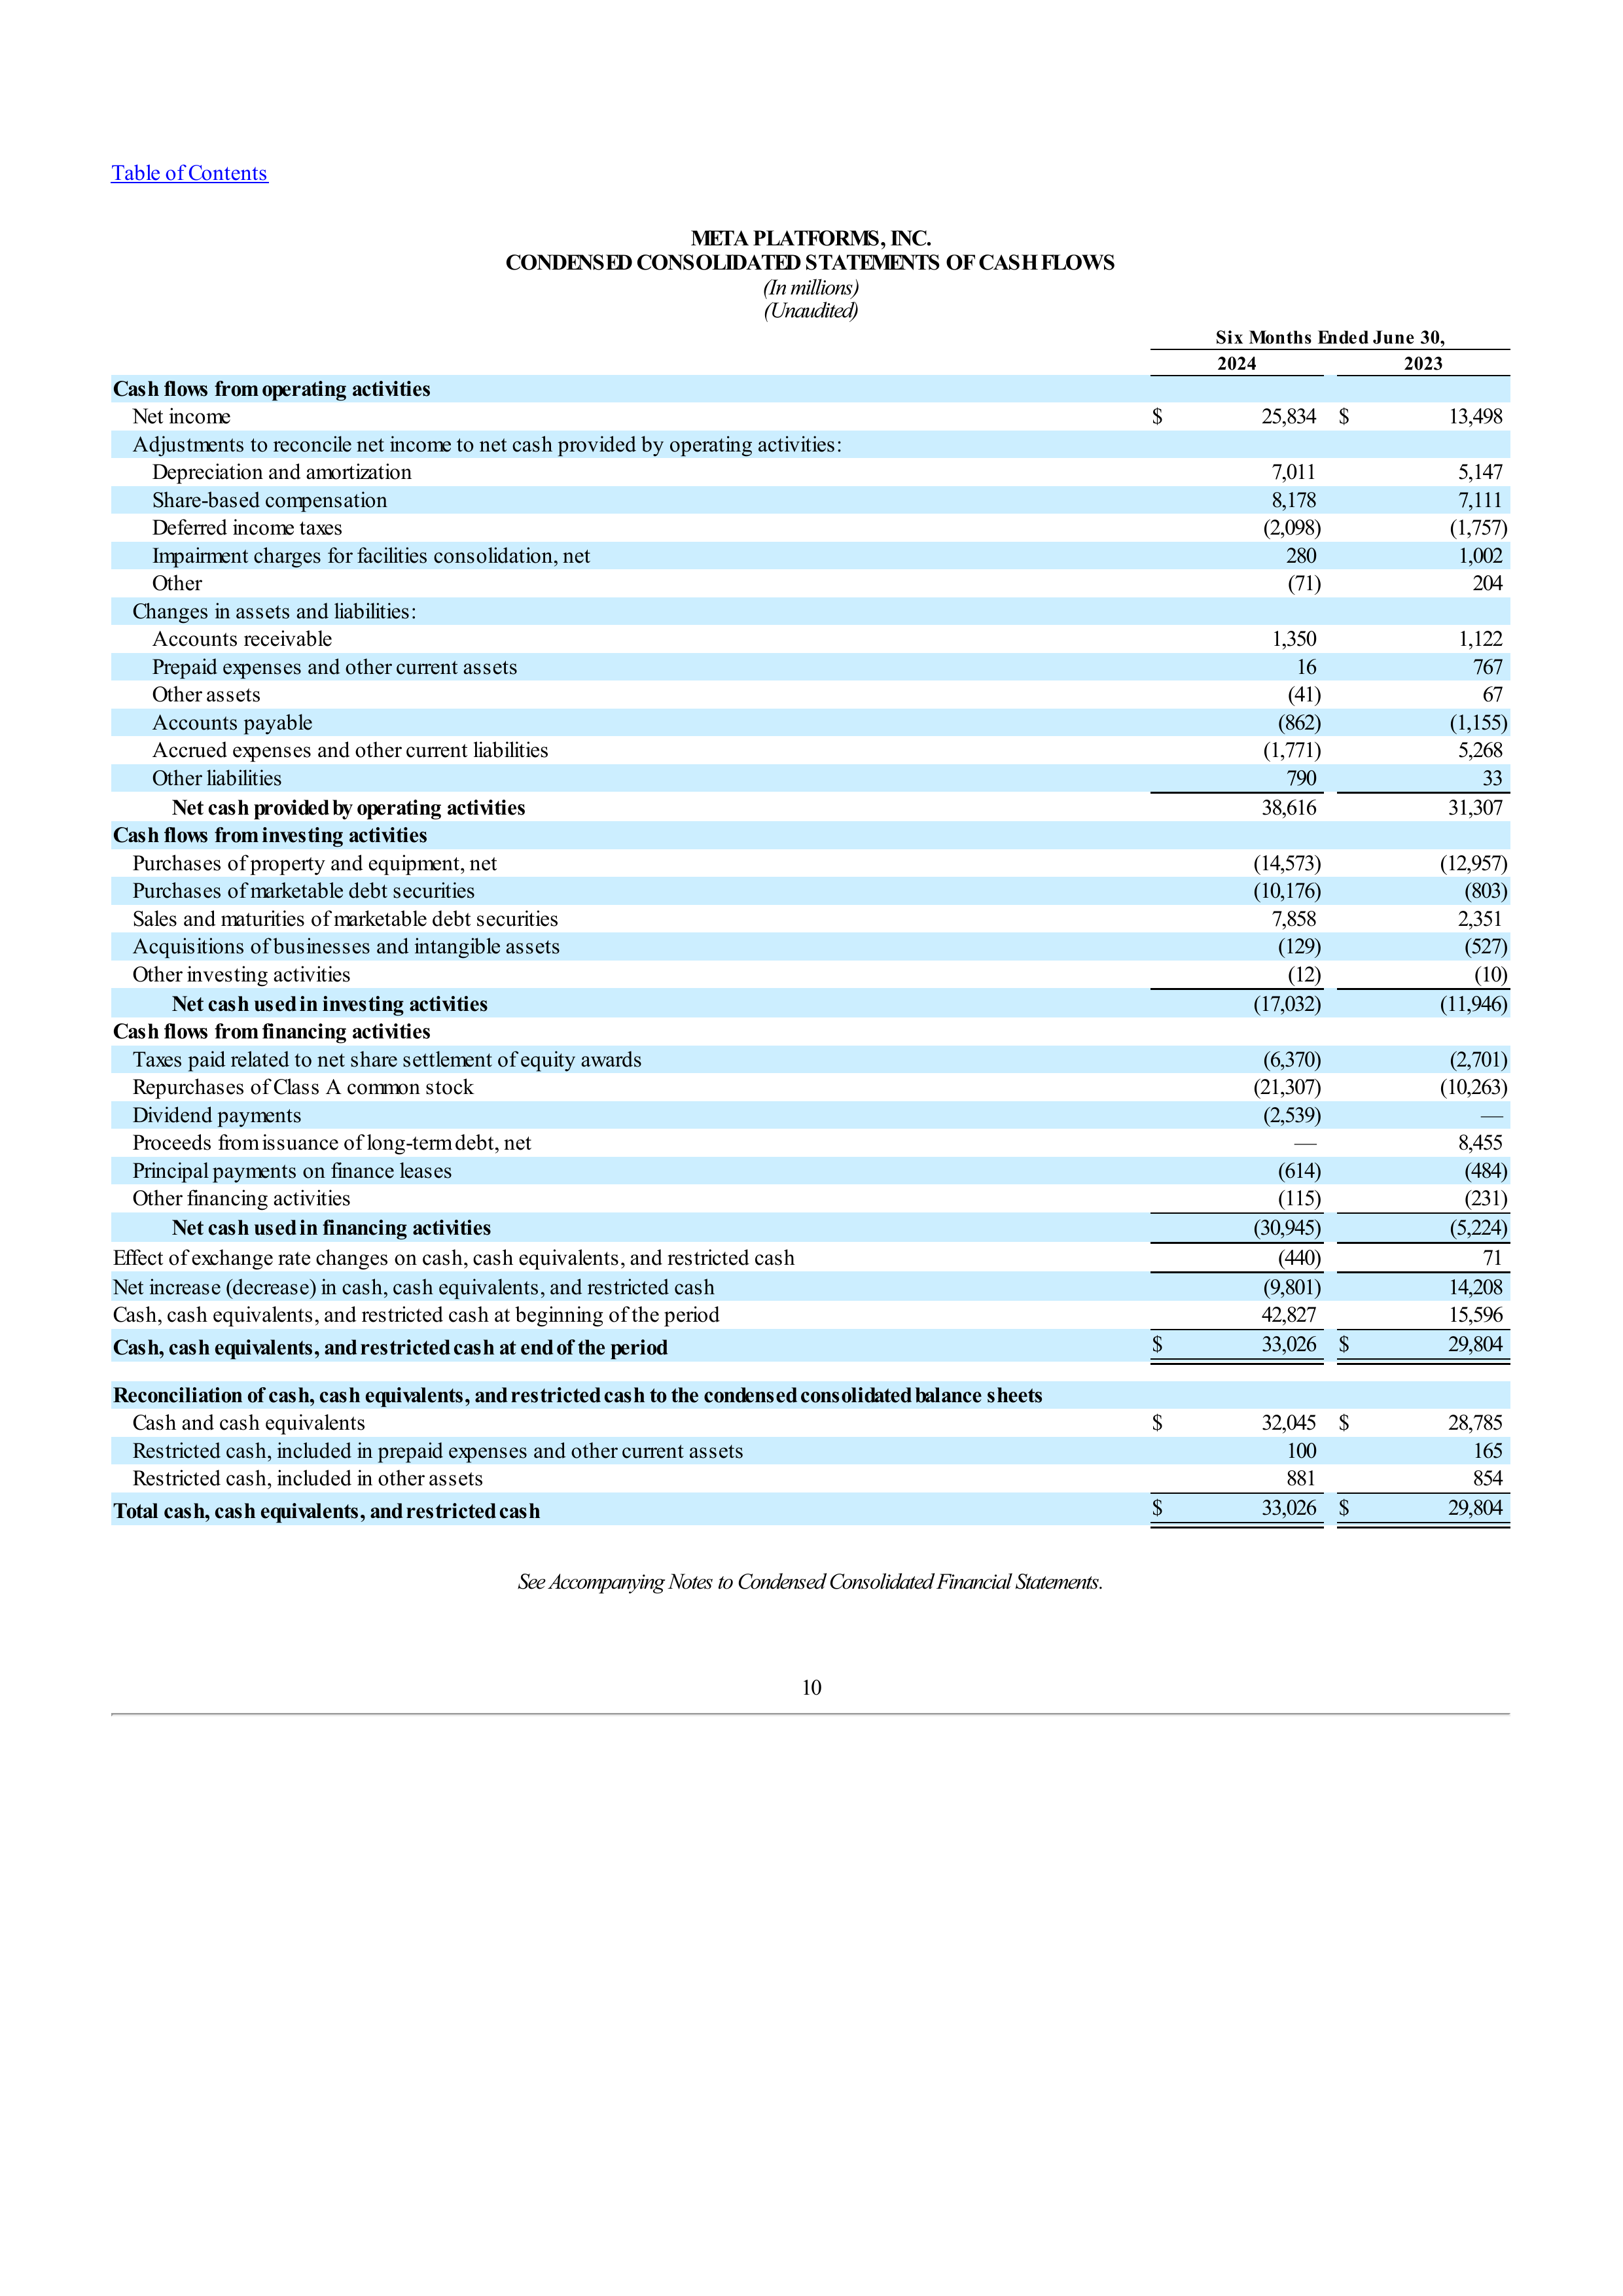 Table of Contents
META PLATFORMS, INC.
CONDENSED CONSOLIDATED STATEMENTS OF CASH FLOWS
(In millions)
(Unaudited)
Six Months Ended June 30,
2024 2023
Cash flows from operating activities
Net income $ 25,834 $ 13,498
Adjustments to reconcile net income to net cash provided by operating activities:
Depreciation and amortization 7,011 5,147
Share-based compensation 8,178 7,111
Deferred income taxes (2,098) (1,757)
Impairment charges for facilities consolidation, net 280 1,002
Other (71) 204
Changes in assets and liabilities:
Accounts receivable 1,350 1,122
Prepaid expenses and other current assets 16 767
Other assets (41) 67
Accounts payable (862) (1,155)
Accrued expenses and other current liabilities (1,771) 5,268
Other liabilities 790 33
Net cash provided by operating activities 38,616 31,307
Cash flows from investing activities
Purchases of property and equipment, net (14,573) (12,957)
Purchases of marketable debt securities (10,176) (803)
Sales and maturities of marketable debt securities 7,858 2,351
Acquisitions of businesses and intangible assets (129) (527)
Other investing activities (12) (10)
Net cash used in investing activities (17,032) (11,946)
Cash flows from financing activities
Taxes paid related to net share settlement of equity awards (6,370) (2,701)
Repurchases of Class A common stock (21,307) (10,263)
Dividend payments (2,539) —
Proceeds from issuance of long-term debt, net — 8,455
Principal payments on finance leases (614) (484)
Other financing activities (115) (231)
Net cash used in financing activities (30,945) (5,224)
Effect of exchange rate changes on cash, cash equivalents, and restricted cash (440) 71
Net increase (decrease) in cash, cash equivalents, and restricted cash (9,801) 14,208
Cash, cash equivalents, and restricted cash at beginning of the period 42,827 15,596
Cash, cash equivalents, and restricted cash at end of the period $ 33,026 $ 29,804
Reconciliation of cash, cash equivalents, and restricted cash to the condensed consolidated balance sheets
Cash and cash equivalents $ 32,045 $ 28,785
Restricted cash, included in prepaid expenses and other current assets 100 165
Restricted cash, included in other assets 881 854
Total cash, cash equivalents, and restricted cash $ 33,026 $ 29,804
See Accompanying Notes to Condensed Consolidated Financial Statements.
10